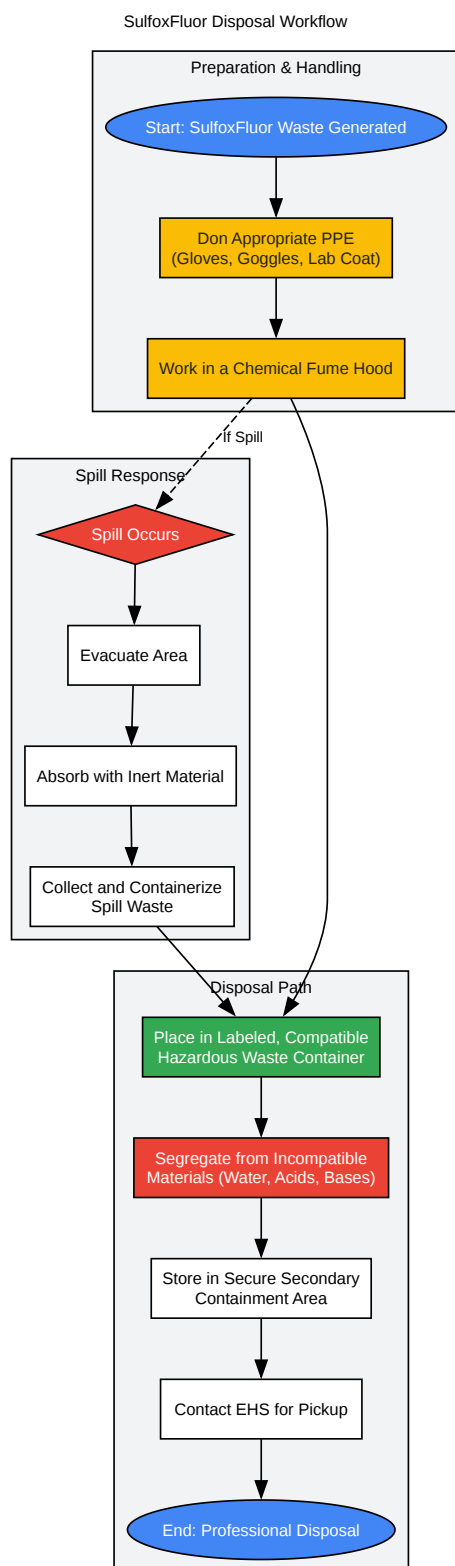 SulfoxFluor Disposal Workflow
Preparation & Handling
Start: SulfoxFluor Waste Generated
Don Appropriate PPE
(Gloves, Goggles, Lab Coat)
Work in a Chemical Fume Hood
If Spill
Spill Response
Spill Occurs
Evacuate Area
Absorb with Inert Material
Collect and Containerize
Spill Waste
Disposal Path
Place in Labeled, Compatible
Hazardous Waste Container
Segregate from Incompatible
Materials (Water, Acids, Bases)
Store in Secure Secondary
Containment Area
Contact EHS for Pickup
End: Professional Disposal